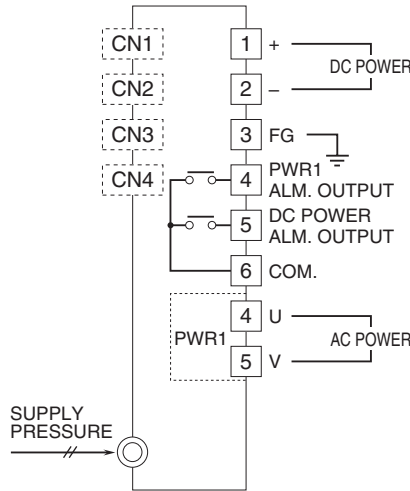 CN1
CN2
CN3
CN4
1 +
2 –
DC POWER
3 FG
4 PWR1
ALM. OUTPUT
5 DC POWER
ALM. OUTPUT
6 COM.
PWR1
4 U
5 V
AC POWER
SUPPLY
PRESSURE